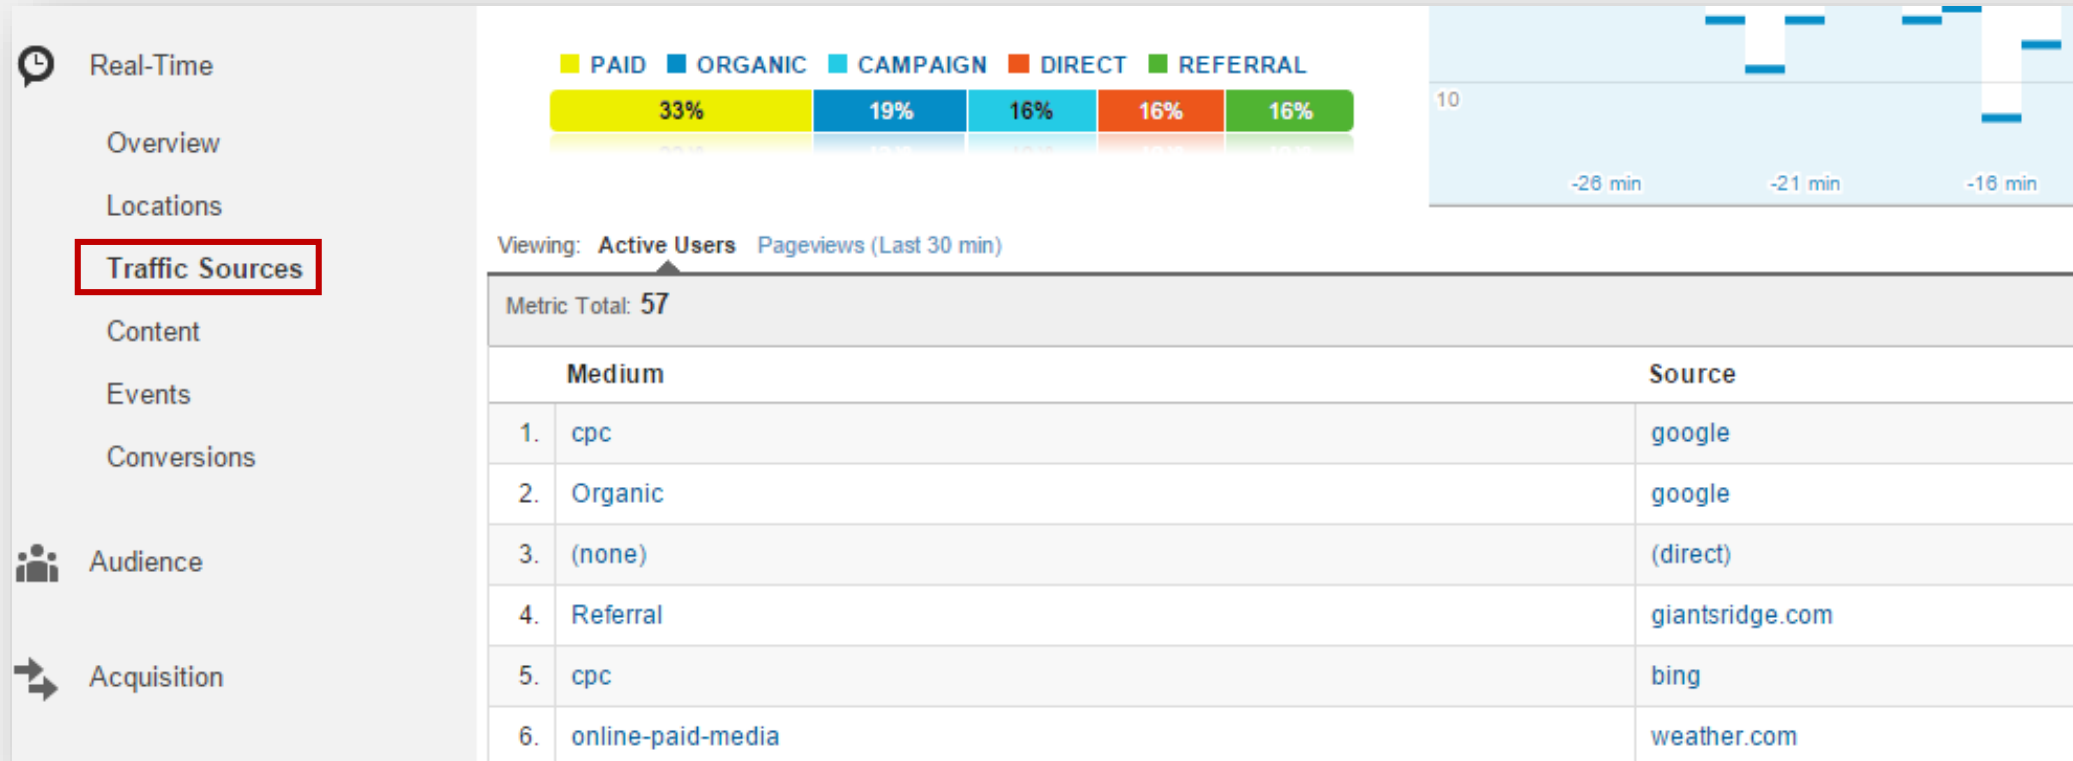 Real-Time
Overview
Locations
Traffic Sources
Content
Events
Conversions
Audience
Acquisition
PAID ORGANIC CAMPAIGN DIRECT REFERRAL
33% 19% 16% 16% 16%
10
-26 min -21 min -16 min
Viewing: Active Users Pageviews (Last 30 min)
Metric Total: 57
Medium Source
1. cpc google
2. Organic google
3. (none) (direct)
4. Referral giantsridge.com
5. cpc bing
6. online-paid-media weather.com